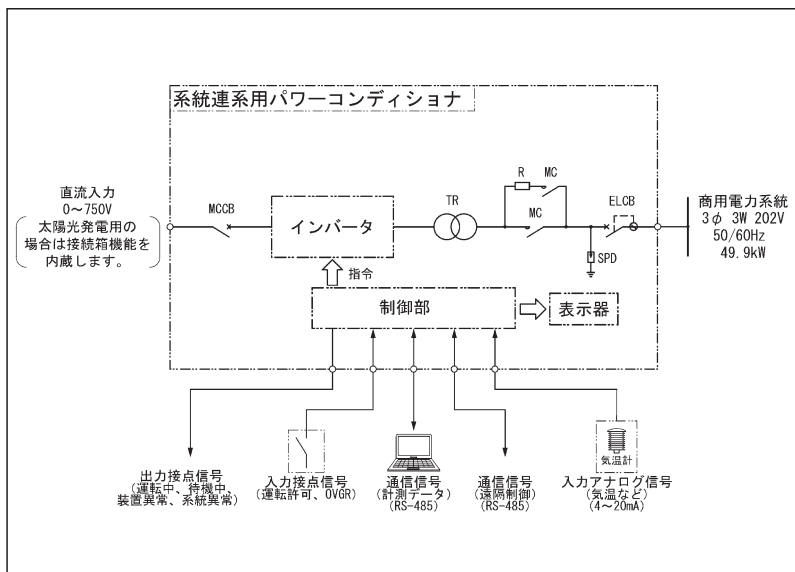 系統連系用パワーコンディショナ
直流入力
0～750V
太陽光発電用の
場合は接続箱機能を
内蔵します。
MCCB
インバータ
TR
R
MC
MC
ELCB
SPD
商用電力系統
3φ 3W 202V
50/60Hz
49.9kW
指令
制御部
表示器
出力接点信号
(運転中、待機中、
装置異常、系統異常)
入力接点信号
(運転許可、OVGR)
通信信号
(計測データ)
(RS-485)
通信信号
(遠隔制御)
(RS-485)
気温計
入力アナログ信号
(気温など)
(4～20mA)